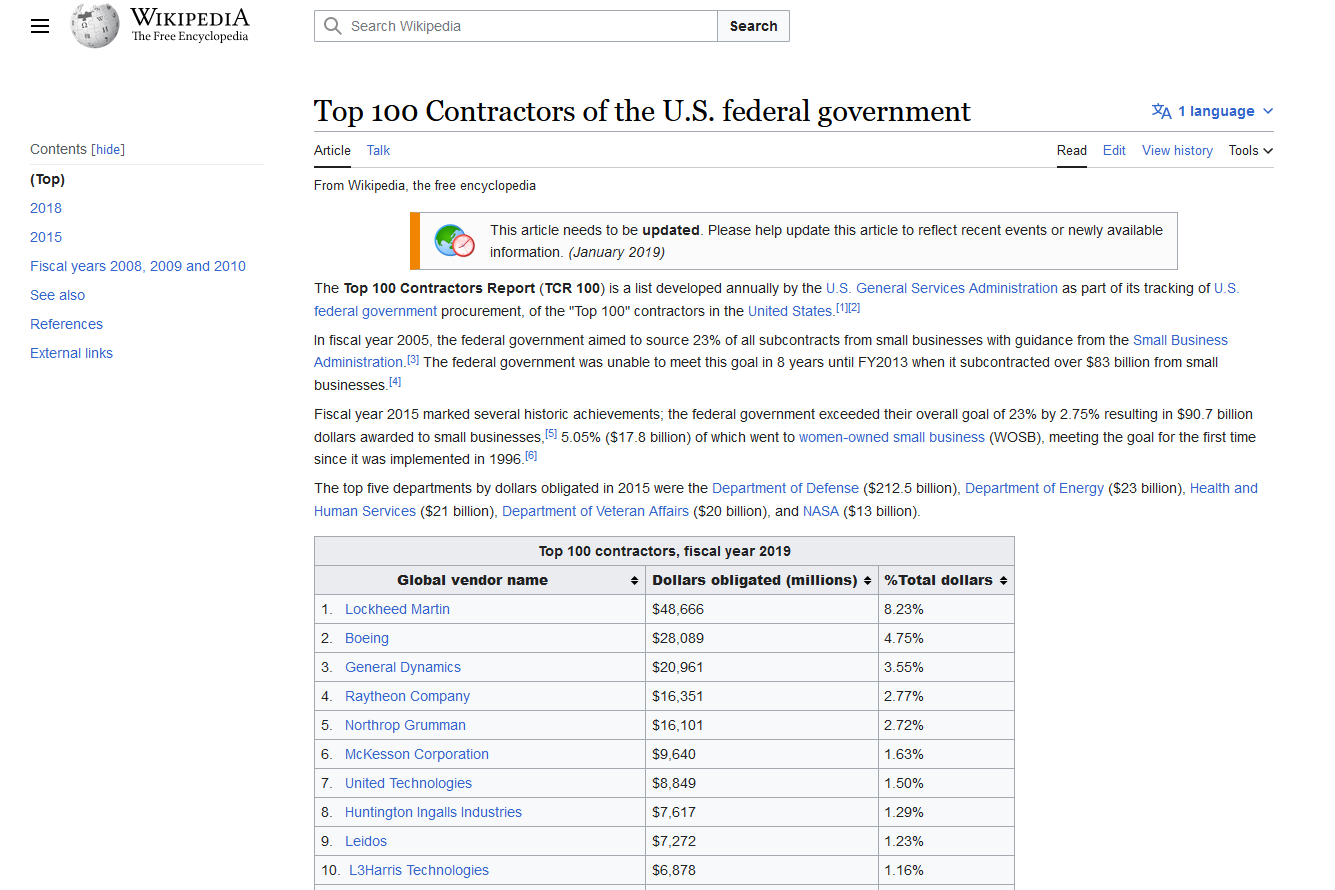 WIKIPEDIA
The Free Encyclopedia
Search Wikipedia
Search
Top 100 Contractors of the U.S. federal government
1 language
Contents [hide]
(Top)
2018
2015
Fiscal years 2008, 2009 and 2010
See also
References
External links
Article Talk
Read Edit View history Tools
From Wikipedia, the free encyclopedia
This article needs to be updated. Please help update this article to reflect recent events or newly available
information. (January 2019)
The Top 100 Contractors Report (TCR 100) is a list developed annually by the U.S. General Services Administration as part of its tracking of U.S.
federal government procurement, of the "Top 100" contractors in the United States.[1][2]
In fiscal year 2005, the federal government aimed to source 23% of all subcontracts from small businesses with guidance from the Small Business
Administration.[3] The federal government was unable to meet this goal in 8 years until FY2013 when it subcontracted over $83 billion from small
businesses.[4]
Fiscal year 2015 marked several historic achievements; the federal government exceeded their overall goal of 23% by 2.75% resulting in $90.7 billion
dollars awarded to small businesses,[5] 5.05% ($17.8 billion) of which went to women-owned small business (WOSB), meeting the goal for the first time
since it was implemented in 1996.[6]
The top five departments by dollars obligated in 2015 were the Department of Defense ($212.5 billion), Department of Energy ($23 billion), Health and
Human Services ($21 billion), Department of Veteran Affairs ($20 billion), and NASA ($13 billion).
Top 100 contractors, fiscal year 2019
Global vendor name Dollars obligated (millions) %Total dollars
1. Lockheed Martin $48,666 8.23%
2. Boeing $28,089 4.75%
3. General Dynamics $20,961 3.55%
4. Raytheon Company $16,351 2.77%
5. Northrop Grumman $16,101 2.72%
6. McKesson Corporation $9,640 1.63%
7. United Technologies $8,849 1.50%
8. Huntington Ingalls Industries $7,617 1.29%
9. Leidos $7,272 1.23%
10. L3Harris Technologies $6,878 1.16%